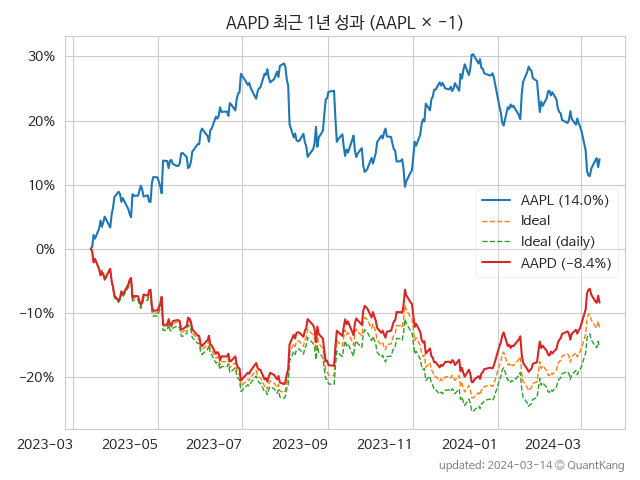 AAPD 최근 1년 성과 (AAPL × −1)
30%
20%
10%
0%
−10%
−20%
AAPL (14.0%)
Ideal
Ideal (daily)
AAPD (−8.4%)
2023-03 2023-05 2023-07 2023-09 2023-11 2024-01 2024-03
updated: 2024-03-14 © QuantKang